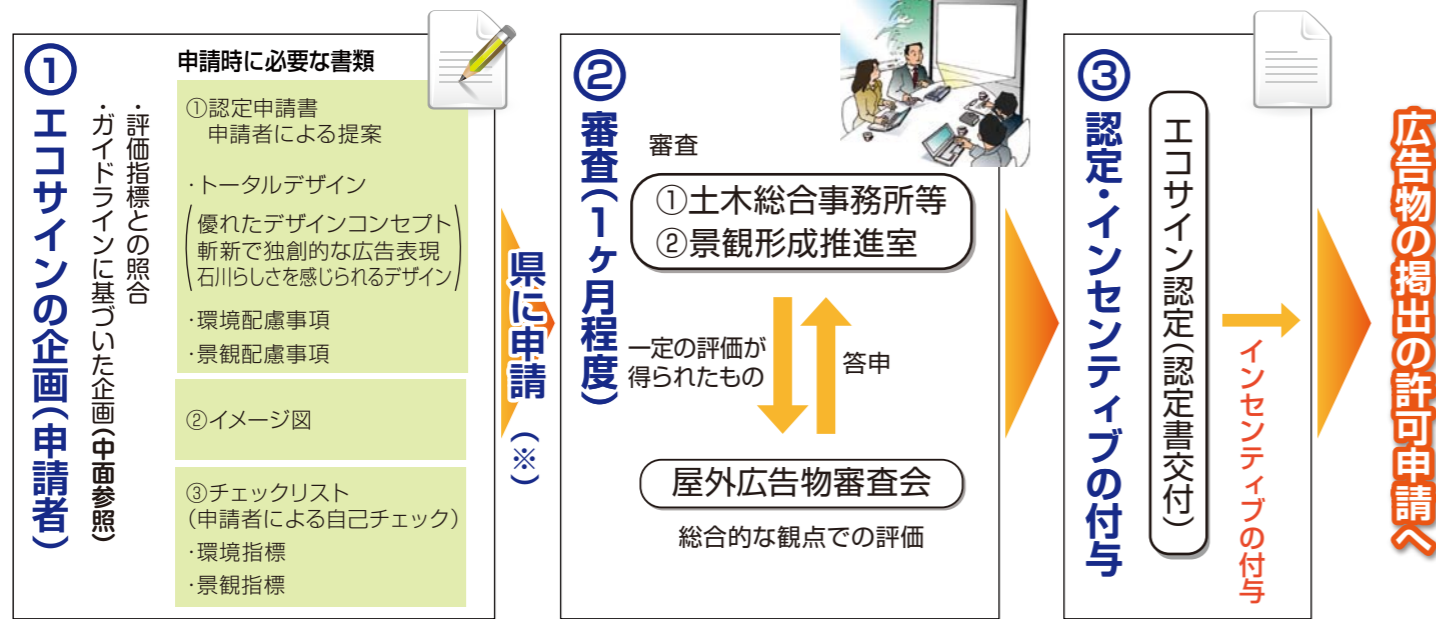 ①エコサインの企画(申請者)
・評価指標との照合
・ガイドラインに基づいた企画(中面参照)
申請時に必要な書類
①認定申請書
申請者による提案
・トータルデザイン
(優れたデザインコンセプト
斬新で独創的な広告表現
石川らしさを感じられるデザイン)
・環境配慮事項
・景観配慮事項
②イメージ図
③チェックリスト
(申請者による自己チェック)
・環境指標
・景観指標
県に申請(※)
②審査(1ヶ月程度)
審査
①土木総合事務所等
②景観形成推進室
一定の評価が
得られたもの
答申
屋外広告物審査会
総合的な観点での評価
③認定・インセンティブの付与
エコサイン認定(認定書交付)
インセンティブの付与
広告物の掲出の許可申請へ